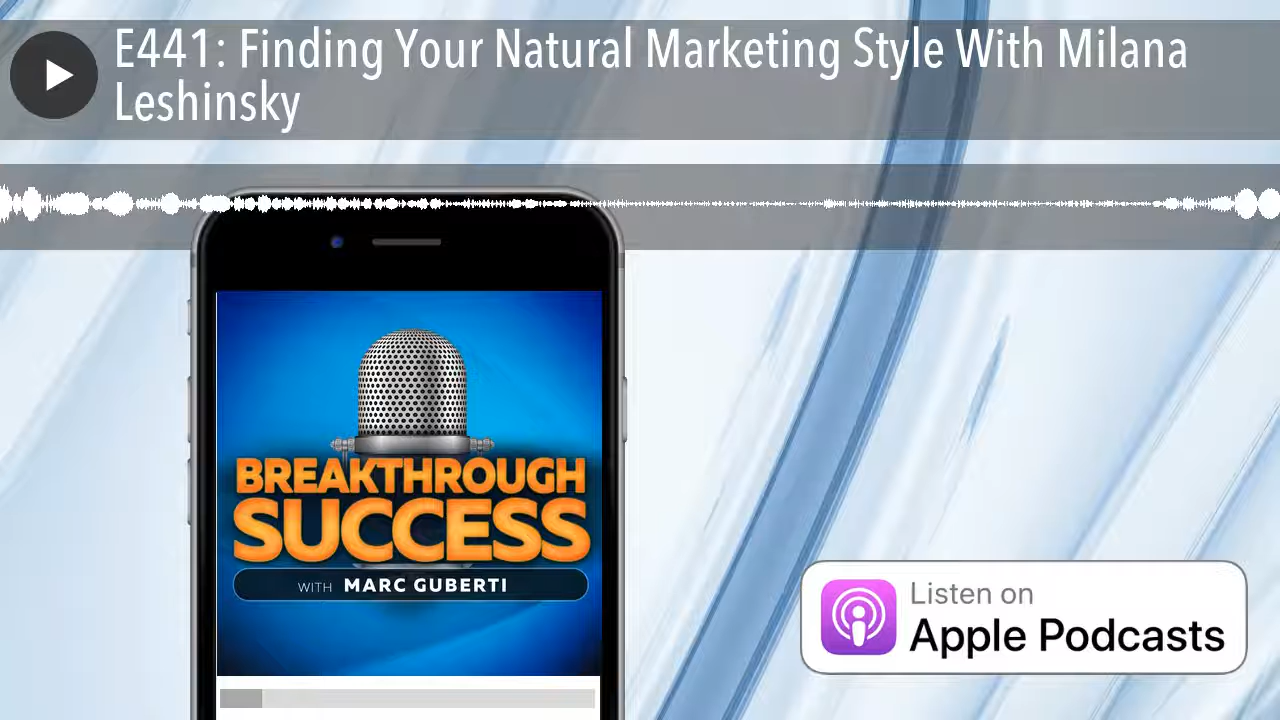 E441: Finding Your Natural Marketing Style With Milana
Leshinsky
BREAKTHROUGH
SUCCESS
WITH MARC GUBERTI
Listen on
Apple Podcasts